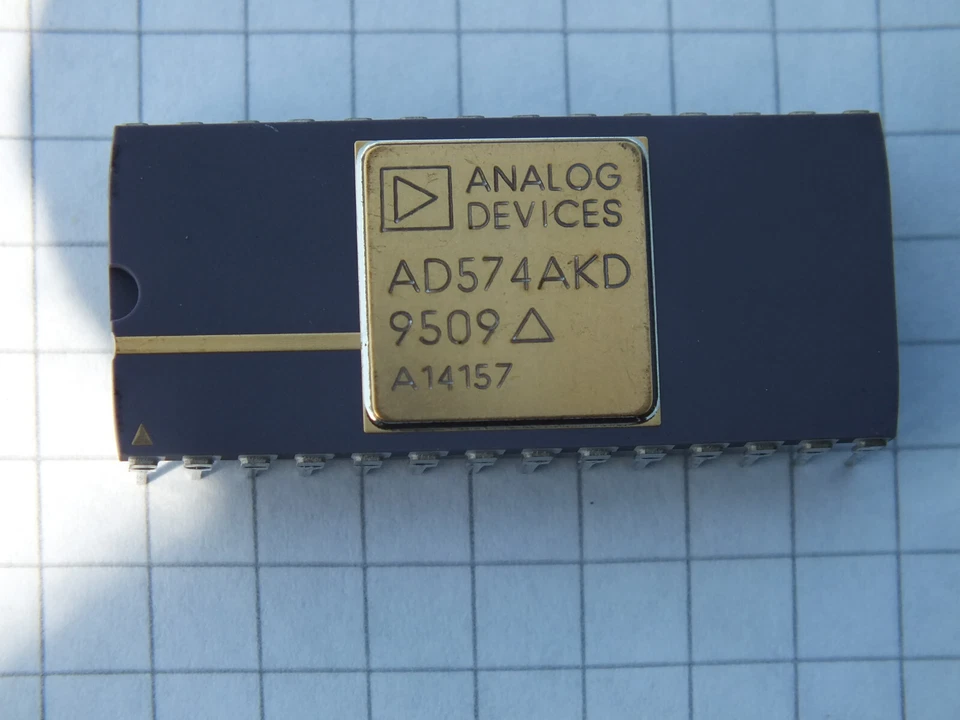 ANALOG
DEVICES
AD574AKD
9509△
A14157